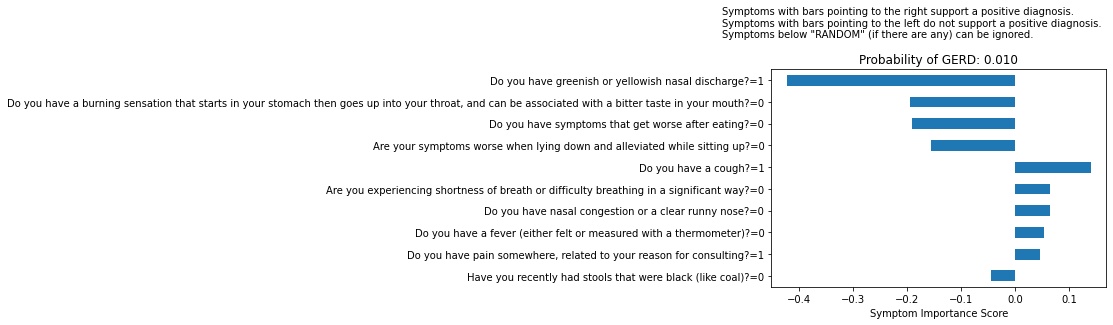 Symptoms with bars pointing to the right support a positive diagnosis.
Symptoms with bars pointing to the left do not support a positive diagnosis.
Symptoms below "RANDOM" (if there are any) can be ignored.
Probability of GERD: 0.010
Do you have greenish or yellowish nasal discharge?=1
Do you have a burning sensation that starts in your stomach then goes up into your throat, and can be associated with a bitter taste in your mouth?=0
Do you have symptoms that get worse after eating?=0
Are your symptoms worse when lying down and alleviated while sitting up?=0
Do you have a cough?=1
Are you experiencing shortness of breath or difficulty breathing in a significant way?=0
Do you have nasal congestion or a clear runny nose?=0
Do you have a fever (either felt or measured with a thermometer)?=0
Do you have pain somewhere, related to your reason for consulting?=1
Have you recently had stools that were black (like coal)?=0
−0.4 −0.3 −0.2 −0.1 0.0 0.1
Symptom Importance Score